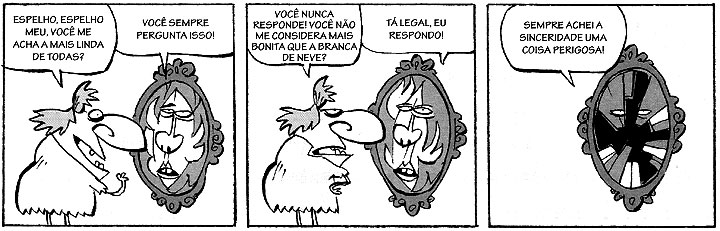 ESPELHO, ESPELHO
MEU, VOCÊ ME
ACHA A MAIS LINDA
DE TODAS?
VOCÊ SEMPRE
PERGUNTA ISSO!
VOCÊ NUNCA
RESPONDE! VOCÊ NÃO
ME CONSIDERA MAIS
BONITA QUE A BRANCA
DE NEVE?
TÁ LEGAL, EU
RESPONDO!
SEMPRE ACHEI A
SINCERIDADE UMA
COISA PERIGOSA!